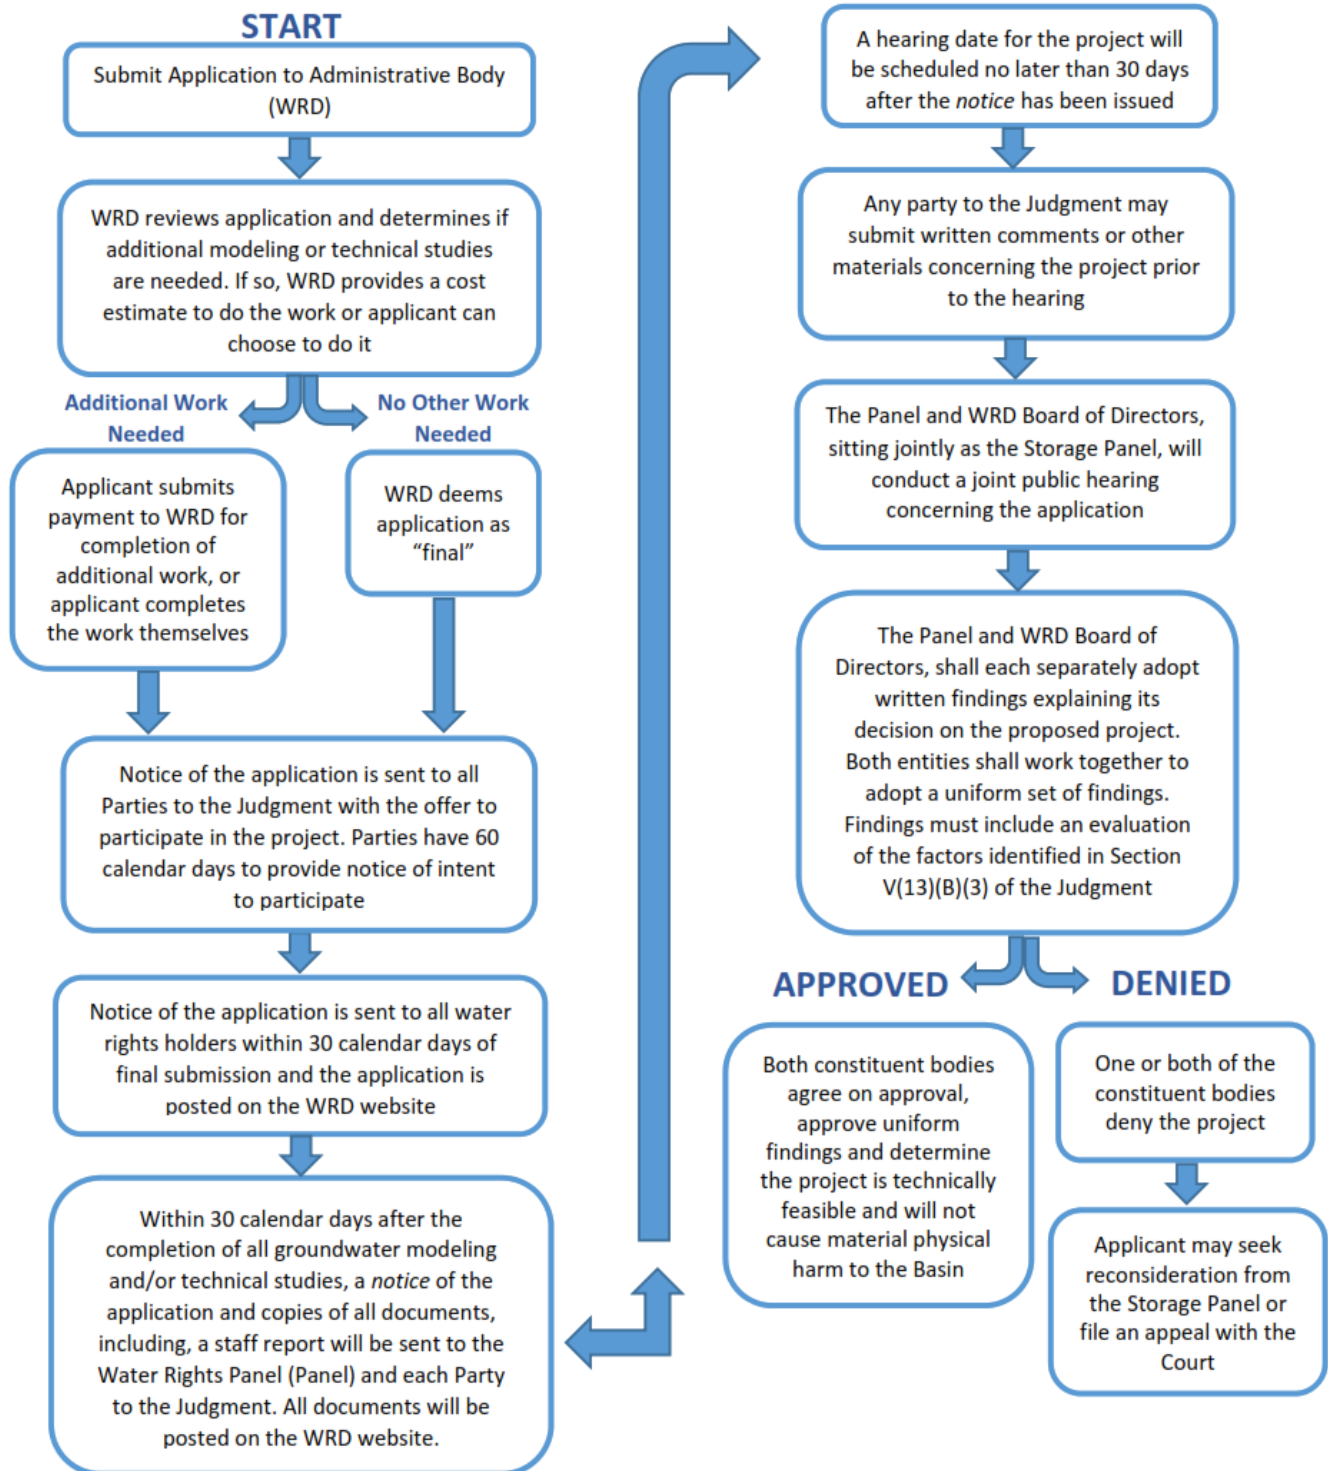 START
Submit Application to Administrative Body
(WRD)
WRD reviews application and determines if
additional modeling or technical studies
are needed. If so, WRD provides a cost
estimate to do the work or applicant can
choose to do it
Additional Work
Needed
No Other Work
Needed
Applicant submits
payment to WRD for
completion of
additional work, or
applicant completes
the work themselves
WRD deems
application as
“final”
Notice of the application is sent to all
Parties to the Judgment with the offer to
participate in the project. Parties have 60
calendar days to provide notice of intent
to participate
Notice of the application is sent to all water
rights holders within 30 calendar days of
final submission and the application is
posted on the WRD website
Within 30 calendar days after the
completion of all groundwater modeling
and/or technical studies, a notice of the
application and copies of all documents,
including, a staff report will be sent to the
Water Rights Panel (Panel) and each Party
to the Judgment. All documents will be
posted on the WRD website.
A hearing date for the project will
be scheduled no later than 30 days
after the notice has been issued
Any party to the Judgment may
submit written comments or other
materials concerning the project prior
to the hearing
The Panel and WRD Board of Directors,
sitting jointly as the Storage Panel, will
conduct a joint public hearing
concerning the application
The Panel and WRD Board of
Directors, shall each separately adopt
written findings explaining its
decision on the proposed project.
Both entities shall work together to
adopt a uniform set of findings.
Findings must include an evaluation
of the factors identified in Section
V(13)(B)(3) of the Judgment
APPROVED
DENIED
Both constituent bodies
agree on approval,
approve uniform
findings and determine
the project is technically
feasible and will not
cause material physical
harm to the Basin
One or both of the
constituent bodies
deny the project
Applicant may seek
reconsideration from
the Storage Panel or
file an appeal with the
Court